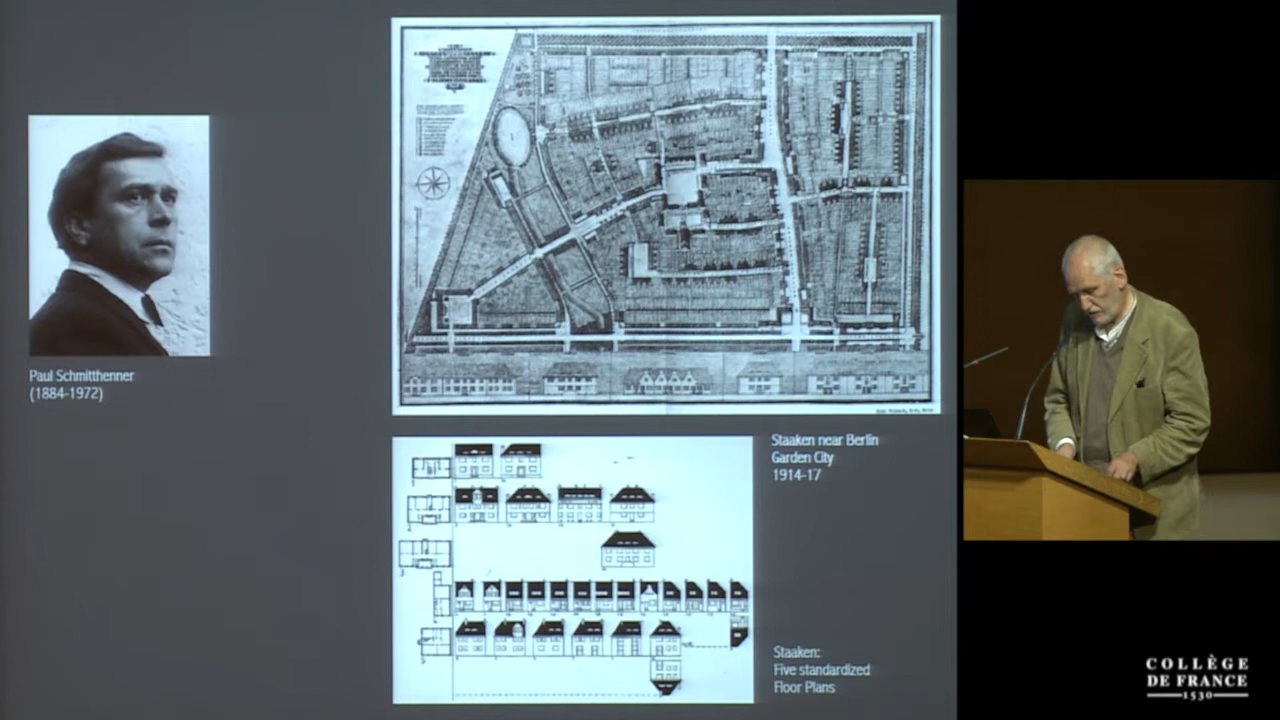 Paul Schmitthenner
(1884-1972)
Staaken near Berlin
Garden City
1914-17
Staaken:
Five standardized
Floor Plans
COLLÈGE
DE FRANCE
1530